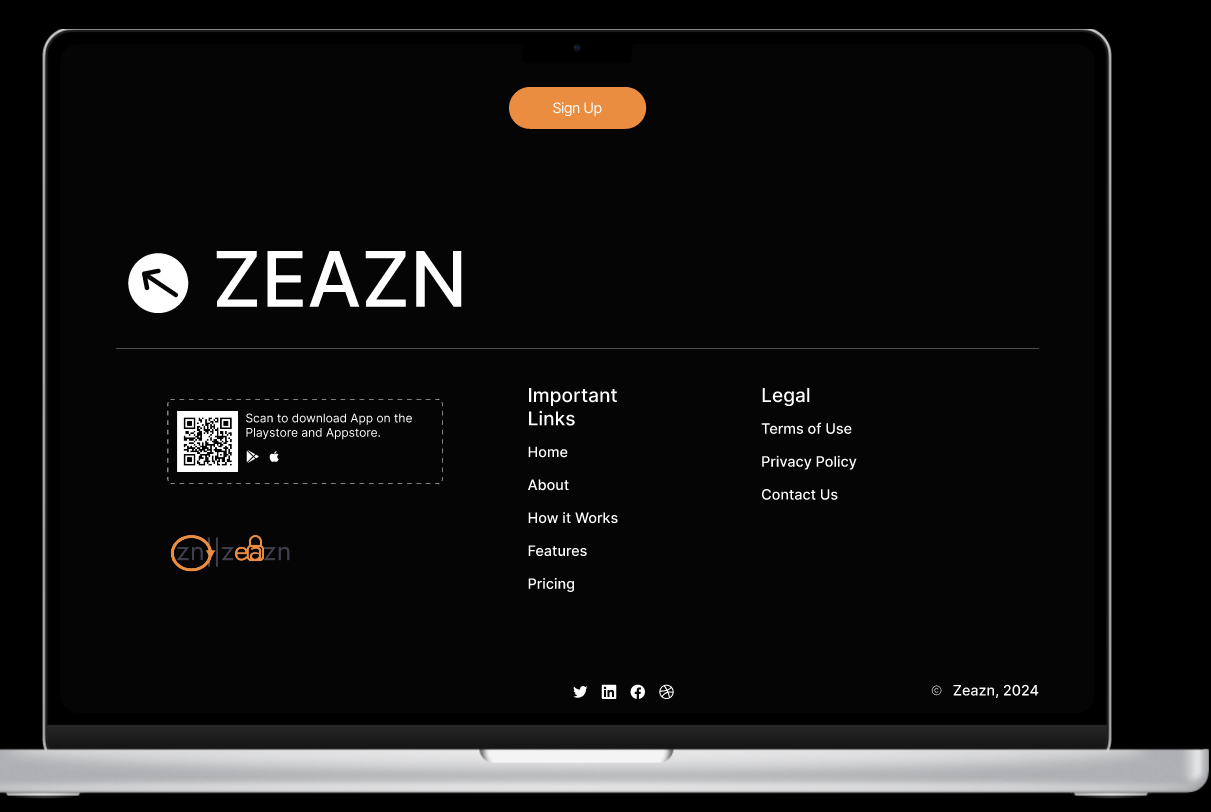 Sign Up
ZEAZN
Scan to download App on the
Playstore and Appstore.
zn||zeazn
Important
Links
Home
About
How it Works
Features
Pricing
Legal
Terms of Use
Privacy Policy
Contact Us
© Zeazn, 2024